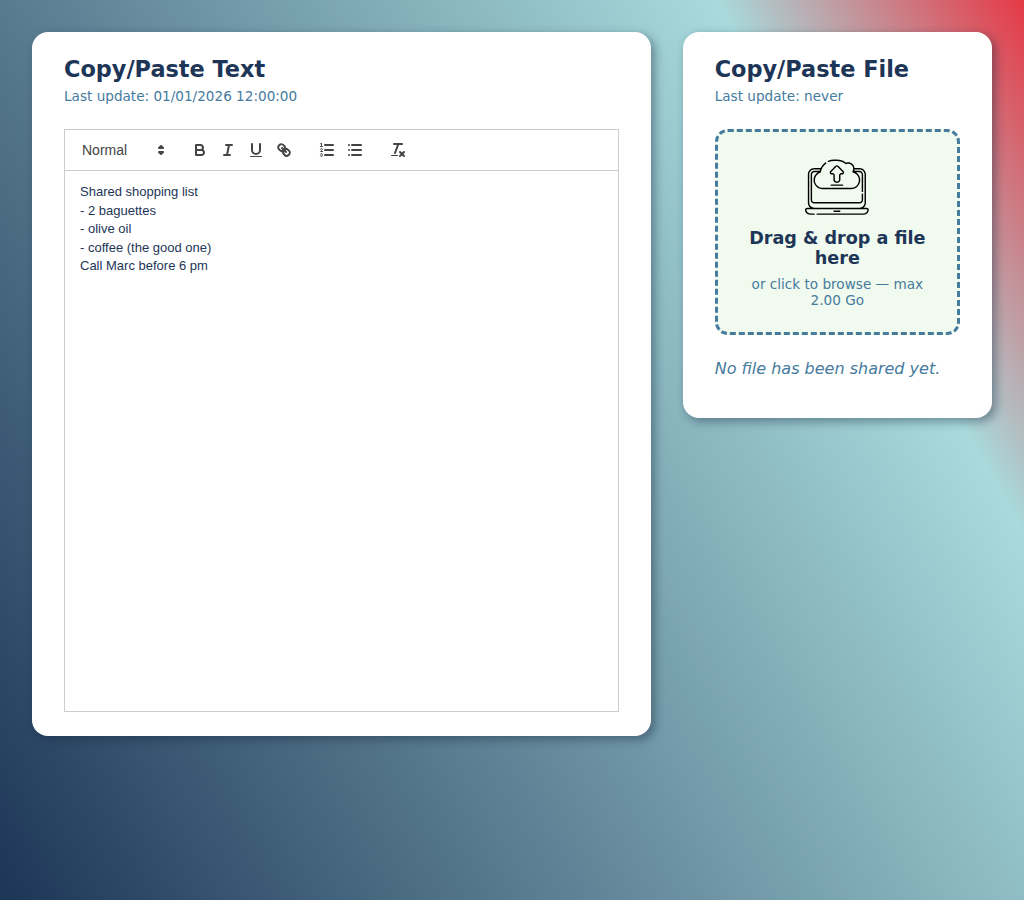 Copy/Paste Text
Last update: 01/01/2026 12:00:00
Normal
Shared shopping list
- 2 baguettes
- olive oil
- coffee (the good one)
Call Marc before 6 pm
Copy/Paste File
Last update: never
Drag & drop a file
here
or click to browse — max
2.00 Go
No file has been shared yet.